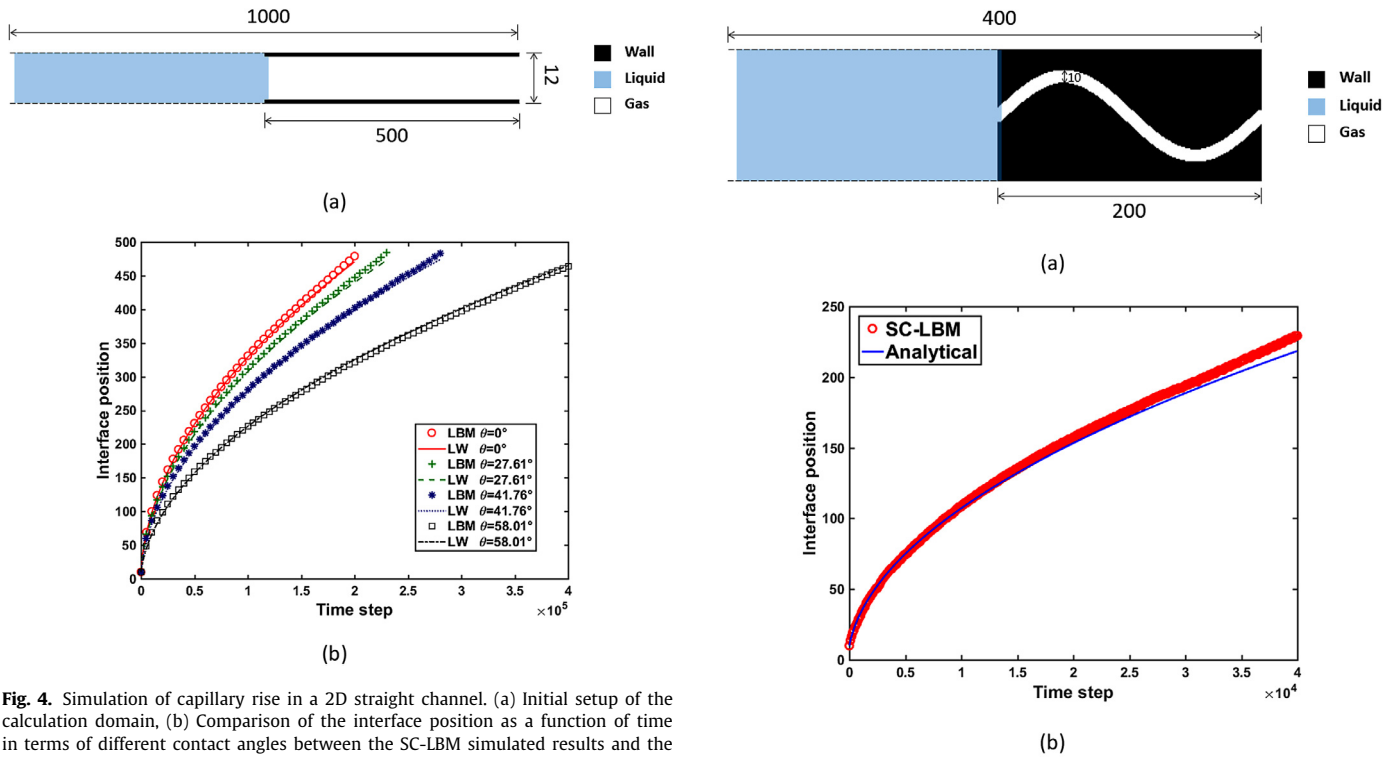 1000
Wall
Liquid
Gas
12
500
(a)
500
450
400
350
300
250
200
150
100
50
0
Interface position
LBM θ=0°
LW θ=0°
LBM θ=27.61°
LW θ=27.61°
LBM θ=41.76°
LW θ=41.76°
LBM θ=58.01°
LW θ=58.01°
0 0.5 1 1.5 2 2.5 3 3.5 4
×10⁵
Time step
(b)
Fig. 4. Simulation of capillary rise in a 2D straight channel. (a) Initial setup of the
calculation domain, (b) Comparison of the interface position as a function of time
in terms of different contact angles between the SC-LBM simulated results and the
400
10
Wall
Liquid
Gas
200
(a)
250
200
150
100
50
0
Interface position
SC-LBM
Analytical
0 0.5 1 1.5 2 2.5 3 3.5 4
×10⁴
Time step
(b)